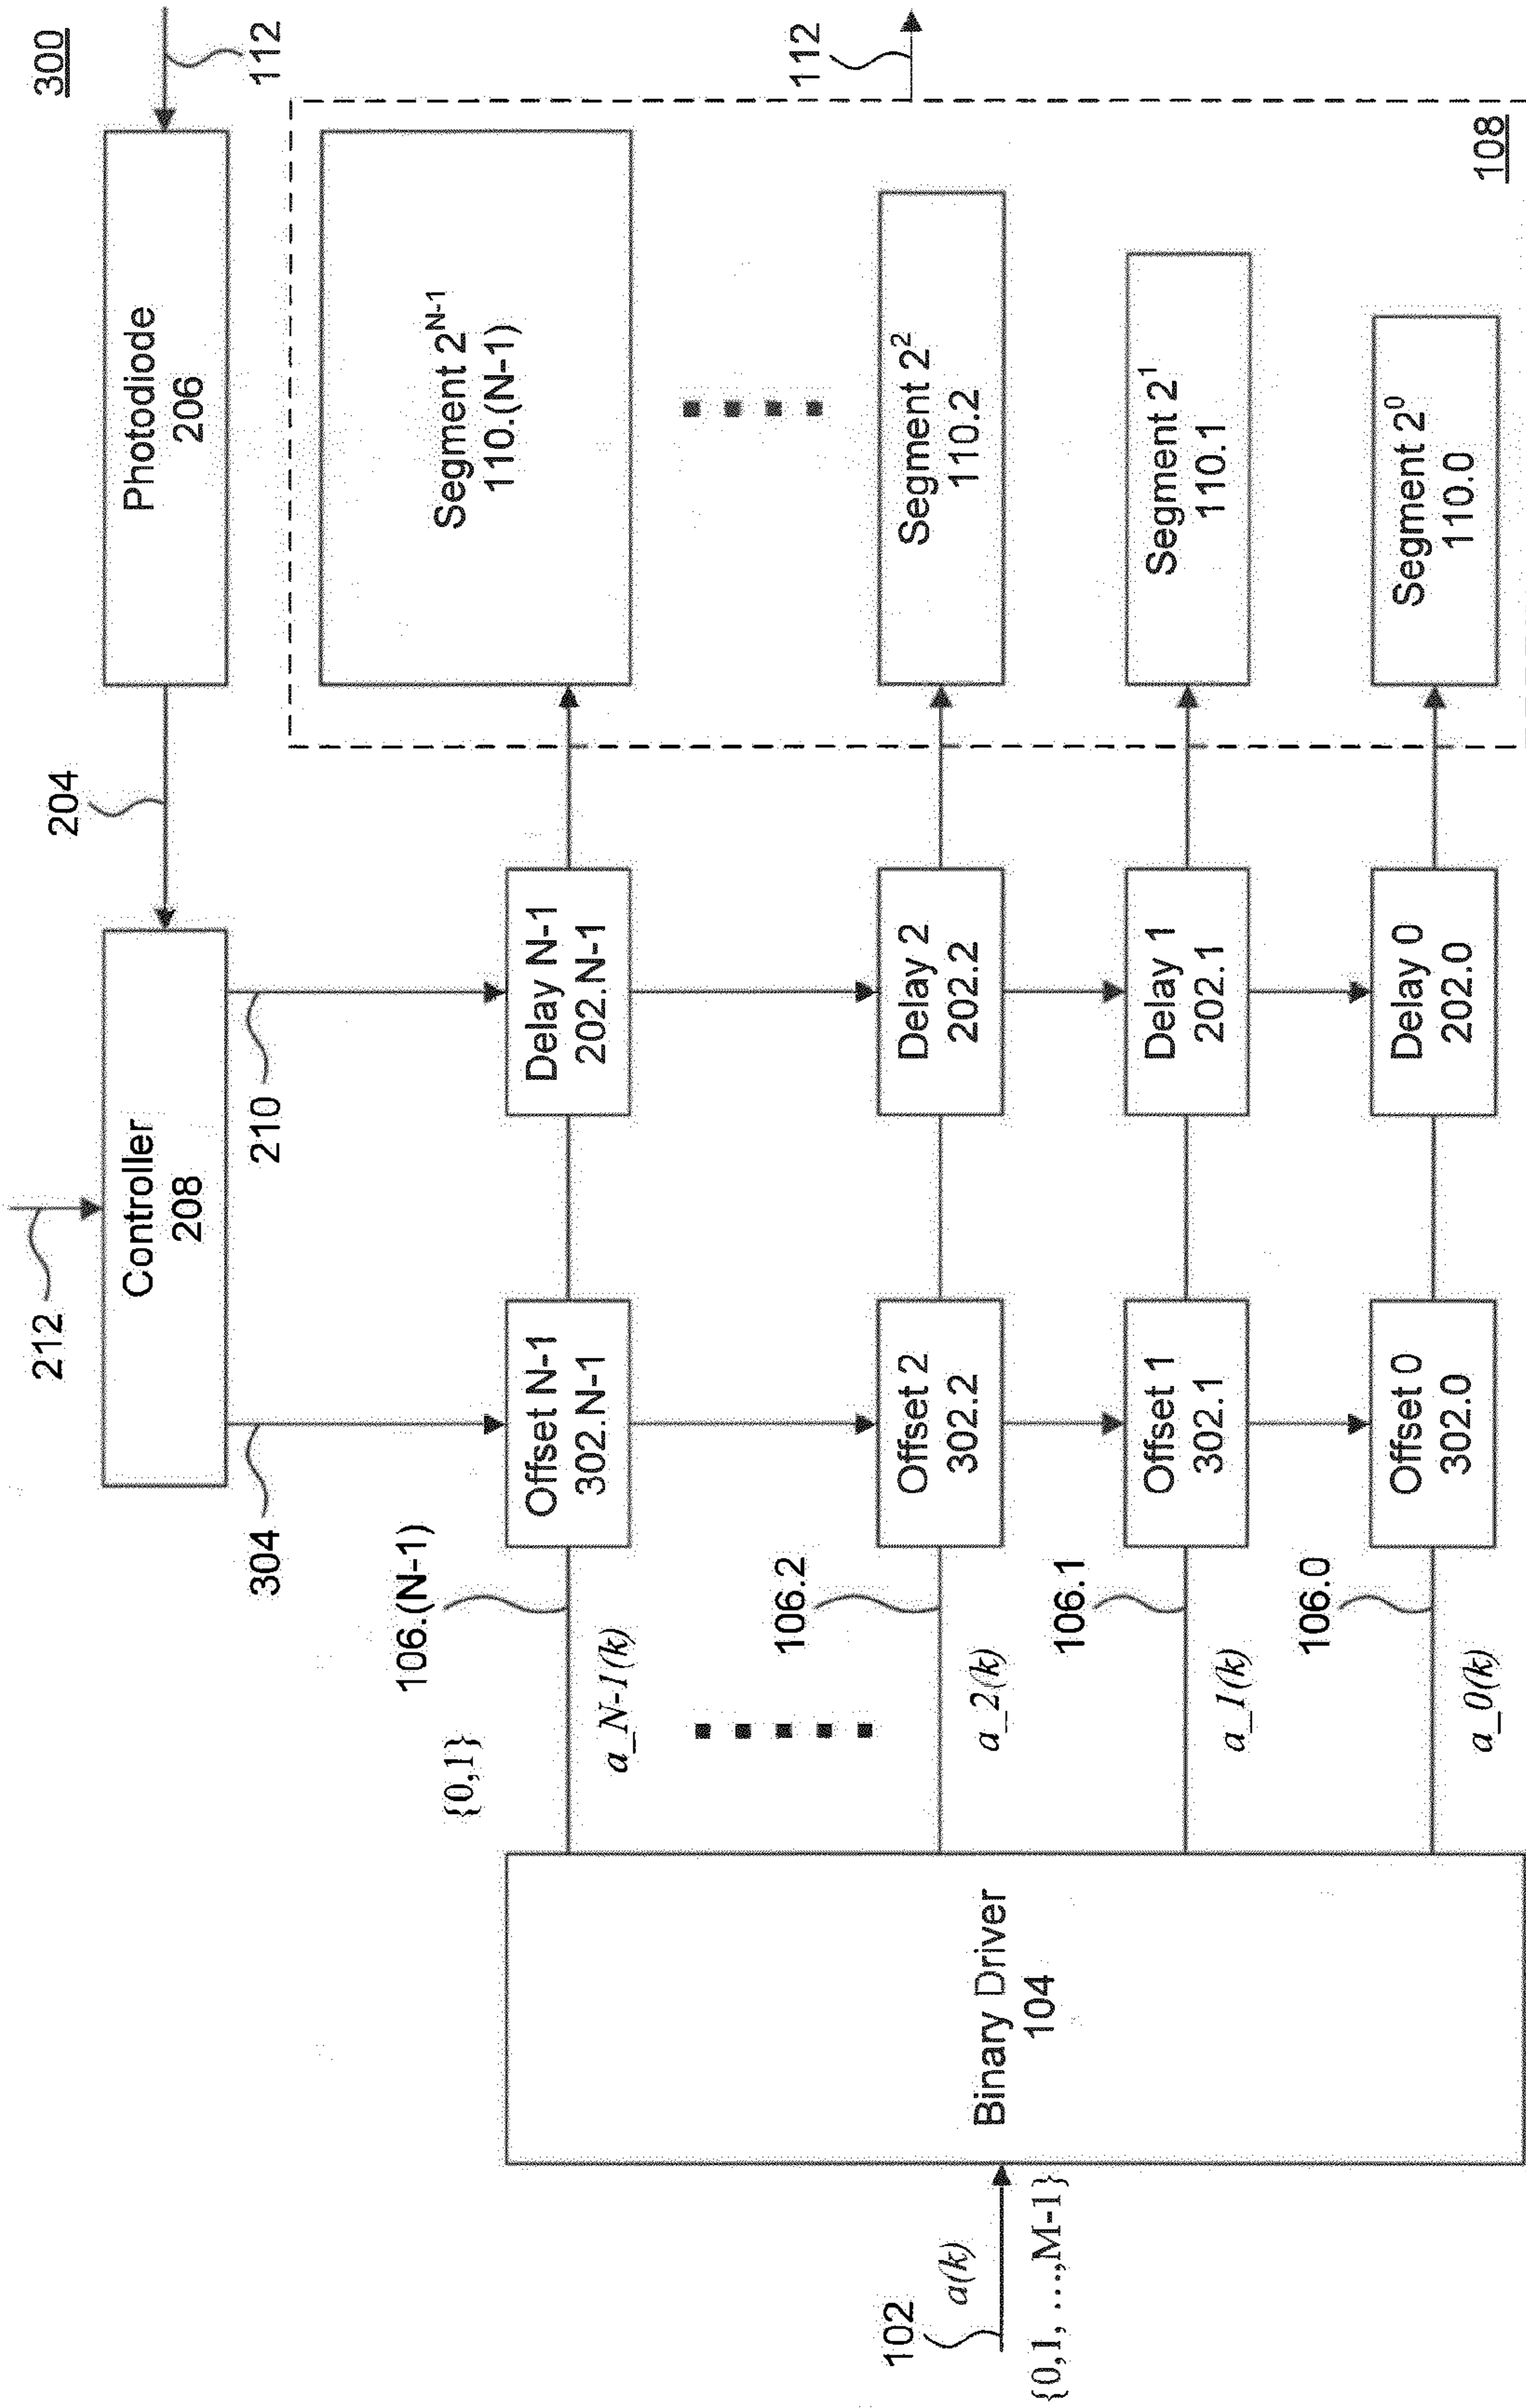 300
112
Photodiode
206
204
212
Controller
208
304
210
112
108
Segment 2^N-1
110.(N-1)
Segment 2^2
110.2
Segment 2^1
110.1
Segment 2^0
110.0
Delay N-1
202.N-1
Delay 2
202.2
Delay 1
202.1
Delay 0
202.0
Offset N-1
302.N-1
Offset 2
302.2
Offset 1
302.1
Offset 0
302.0
106.(N-1)
106.2
106.1
106.0
{0,1}
a_N-1(k)
a_2(k)
a_1(k)
a_0(k)
Binary Driver
104
102
a(k)
{0,1, ...,M-1}